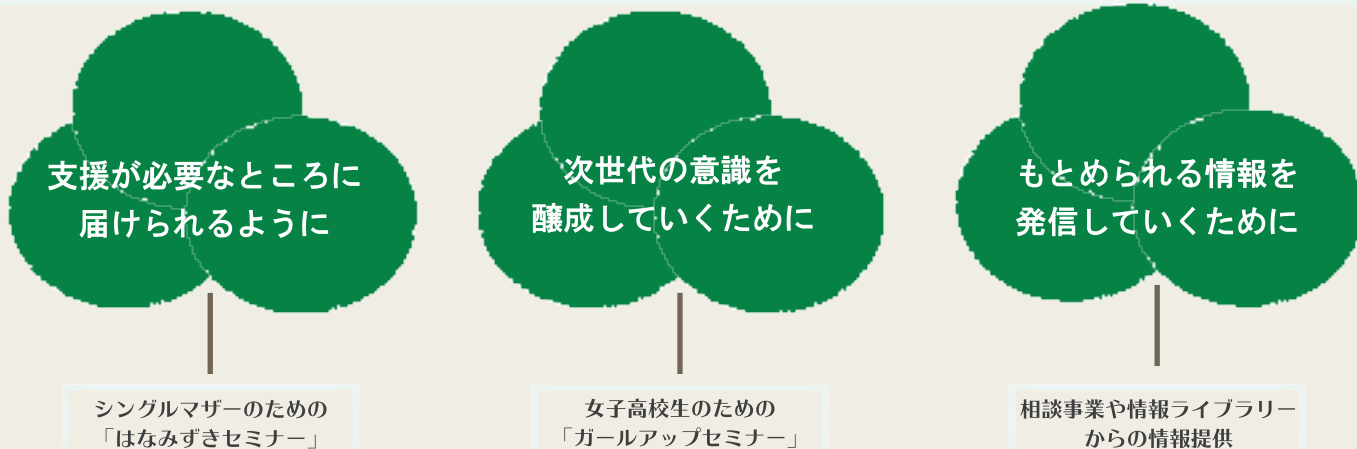 支援が必要なところに
届けられるように
次世代の意識を
醸成していくために
もとめられる情報を
発信していくために
シングルマザーのための
「はなみずきセミナー」
女子高校生のための
「ガールアップセミナー」
相談事業や情報ライブラリー
からの情報提供